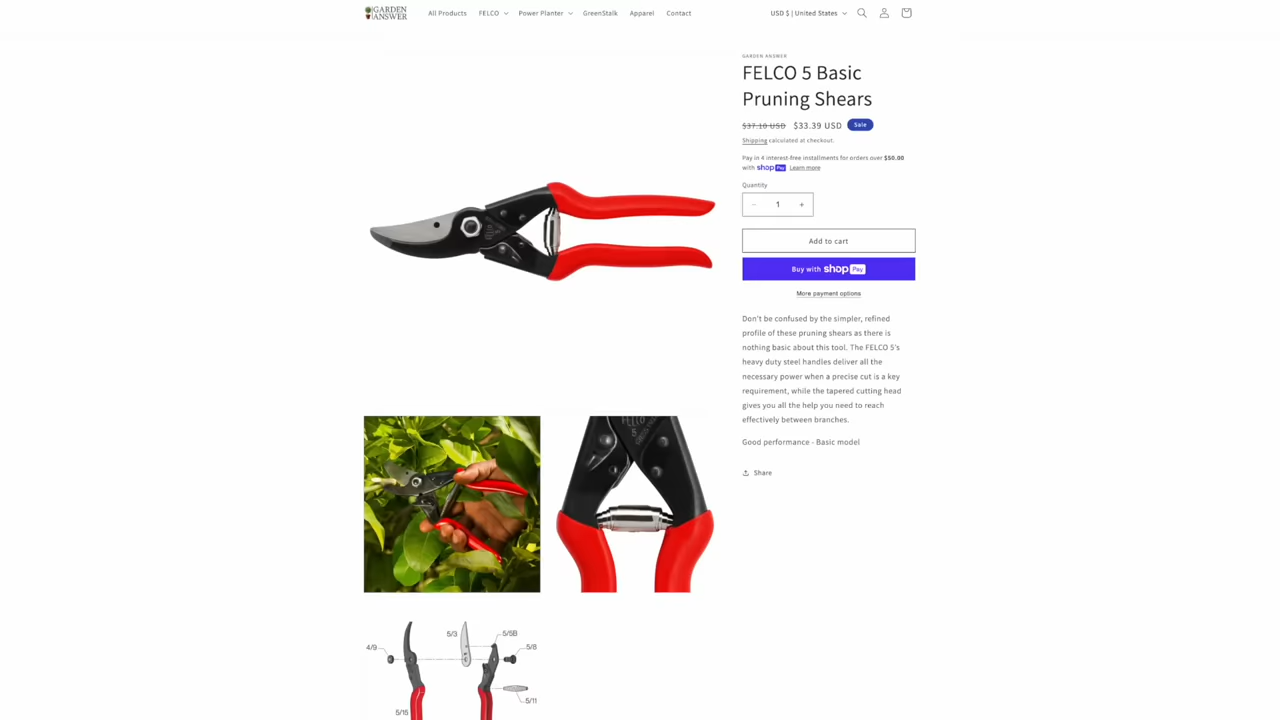 GARDEN
ANSWER
All Products
FELCO
Power Planter
GreenStalk
Apparel
Contact
USD $ | United States
GARDEN ANSWER
FELCO 5 Basic
Pruning Shears
$37.10 USD $33.39 USD Sale
Shipping calculated at checkout.
Pay in 4 interest-free installments for orders over $50.00
with shop Pay Learn more
Quantity
− 1 +
Add to cart
Buy with shop Pay
More payment options
Don't be confused by the simpler, refined
profile of these pruning shears as there is
nothing basic about this tool. The FELCO 5's
heavy duty steel handles deliver all the
necessary power when a precise cut is a key
requirement, while the tapered cutting head
gives you all the help you need to reach
effectively between branches.
Good performance - Basic model
Share
FELCO
5
4/9
5/3
5/5B
5/8
5/11
5/15